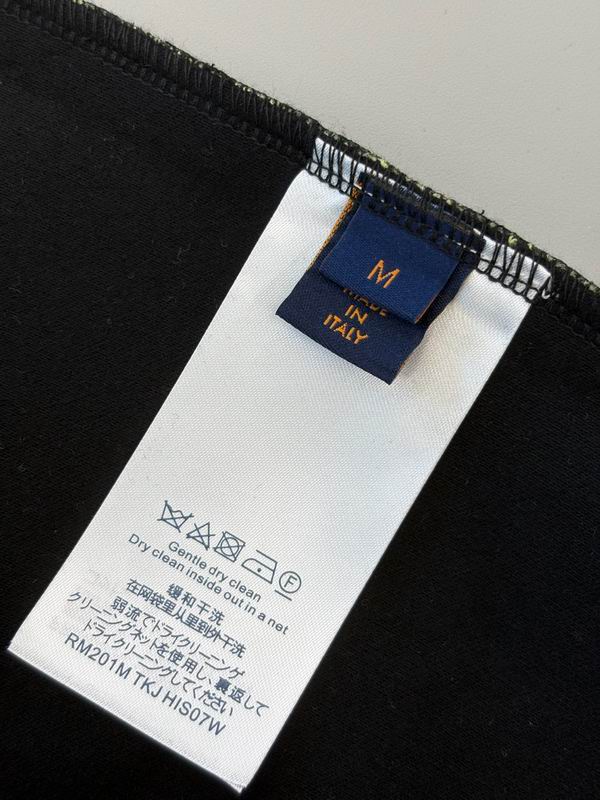 M
MADE
IN
ITALY
F
Gentle dry clean
Dry clean inside out in a net
缓和干洗
在网袋里从里到外干洗
弱流でドライクリーニング
クリーニングネットを使用し、裏返して
ドライクリーニングしてください
RM201M TKJ HIS07W